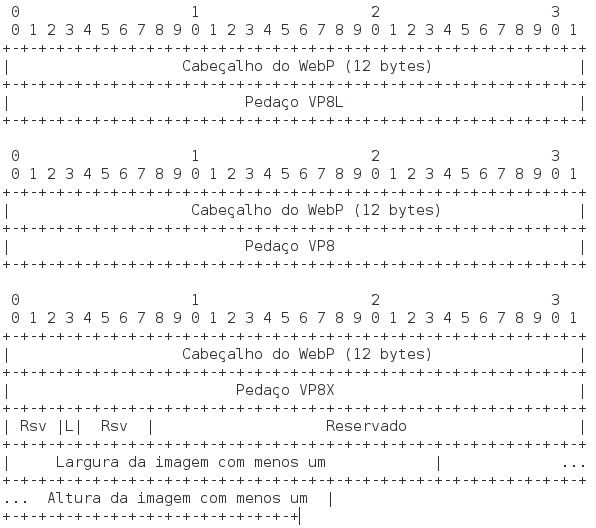 0                   1                   2                   3
 0 1 2 3 4 5 6 7 8 9 0 1 2 3 4 5 6 7 8 9 0 1 2 3 4 5 6 7 8 9 0 1
+-+-+-+-+-+-+-+-+-+-+-+-+-+-+-+-+-+-+-+-+-+-+-+-+-+-+-+-+-+-+-+-+
|                   Cabeçalho do WebP (12 bytes)                |
+-+-+-+-+-+-+-+-+-+-+-+-+-+-+-+-+-+-+-+-+-+-+-+-+-+-+-+-+-+-+-+-+
|                          Pedaço VP8L                          |
+-+-+-+-+-+-+-+-+-+-+-+-+-+-+-+-+-+-+-+-+-+-+-+-+-+-+-+-+-+-+-+-+
 0                   1                   2                   3
 0 1 2 3 4 5 6 7 8 9 0 1 2 3 4 5 6 7 8 9 0 1 2 3 4 5 6 7 8 9 0 1
+-+-+-+-+-+-+-+-+-+-+-+-+-+-+-+-+-+-+-+-+-+-+-+-+-+-+-+-+-+-+-+-+
|                    Cabeçalho do WebP (12 bytes)               |
+-+-+-+-+-+-+-+-+-+-+-+-+-+-+-+-+-+-+-+-+-+-+-+-+-+-+-+-+-+-+-+-+
|                          Pedaço VP8                           |
+-+-+-+-+-+-+-+-+-+-+-+-+-+-+-+-+-+-+-+-+-+-+-+-+-+-+-+-+-+-+-+-+
 0                   1                   2                   3
 0 1 2 3 4 5 6 7 8 9 0 1 2 3 4 5 6 7 8 9 0 1 2 3 4 5 6 7 8 9 0 1
+-+-+-+-+-+-+-+-+-+-+-+-+-+-+-+-+-+-+-+-+-+-+-+-+-+-+-+-+-+-+-+-+
|                   Cabeçalho do WebP (12 bytes)                |
+-+-+-+-+-+-+-+-+-+-+-+-+-+-+-+-+-+-+-+-+-+-+-+-+-+-+-+-+-+-+-+-+
|                         Pedaço VP8X                           |
+-+-+-+-+-+-+-+-+-+-+-+-+-+-+-+-+-+-+-+-+-+-+-+-+-+-+-+-+-+-+-+-+
| Rsv |L|  Rsv  |                   Reservado                   |
+-+-+-+-+-+-+-+-+-+-+-+-+-+-+-+-+-+-+-+-+-+-+-+-+-+-+-+-+-+-+-+-+
|     Largura da imagem com menos um            |             ...
+-+-+-+-+-+-+-+-+-+-+-+-+-+-+-+-+-+-+-+-+-+-+-+-+-+-+-+-+-+-+-+-+
...  Altura da imagem com menos um  |
+-+-+-+-+-+-+-+-+-+-+-+-+-+-+-+-+